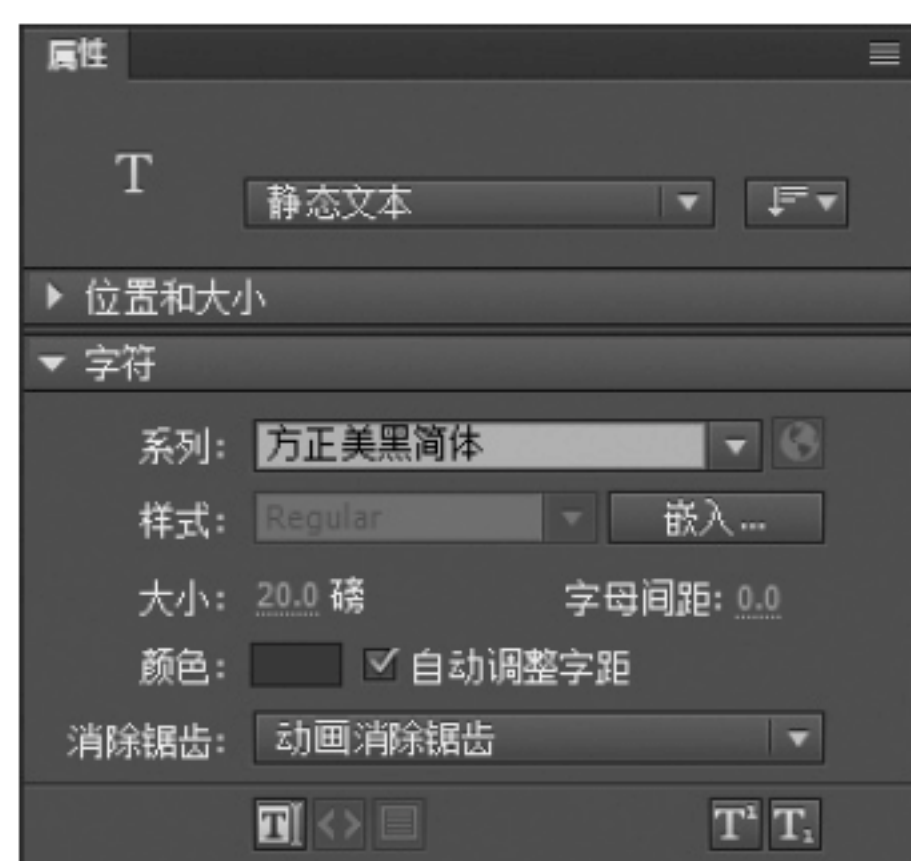 属性
T
静态文本
位置和大小
字符
系列: 方正美黑简体
样式: Regular 嵌入...
大小: 20.0 磅 字母间距: 0.0
颜色: 自动调整字距
消除锯齿: 动画消除锯齿
T <> T¹ T₁